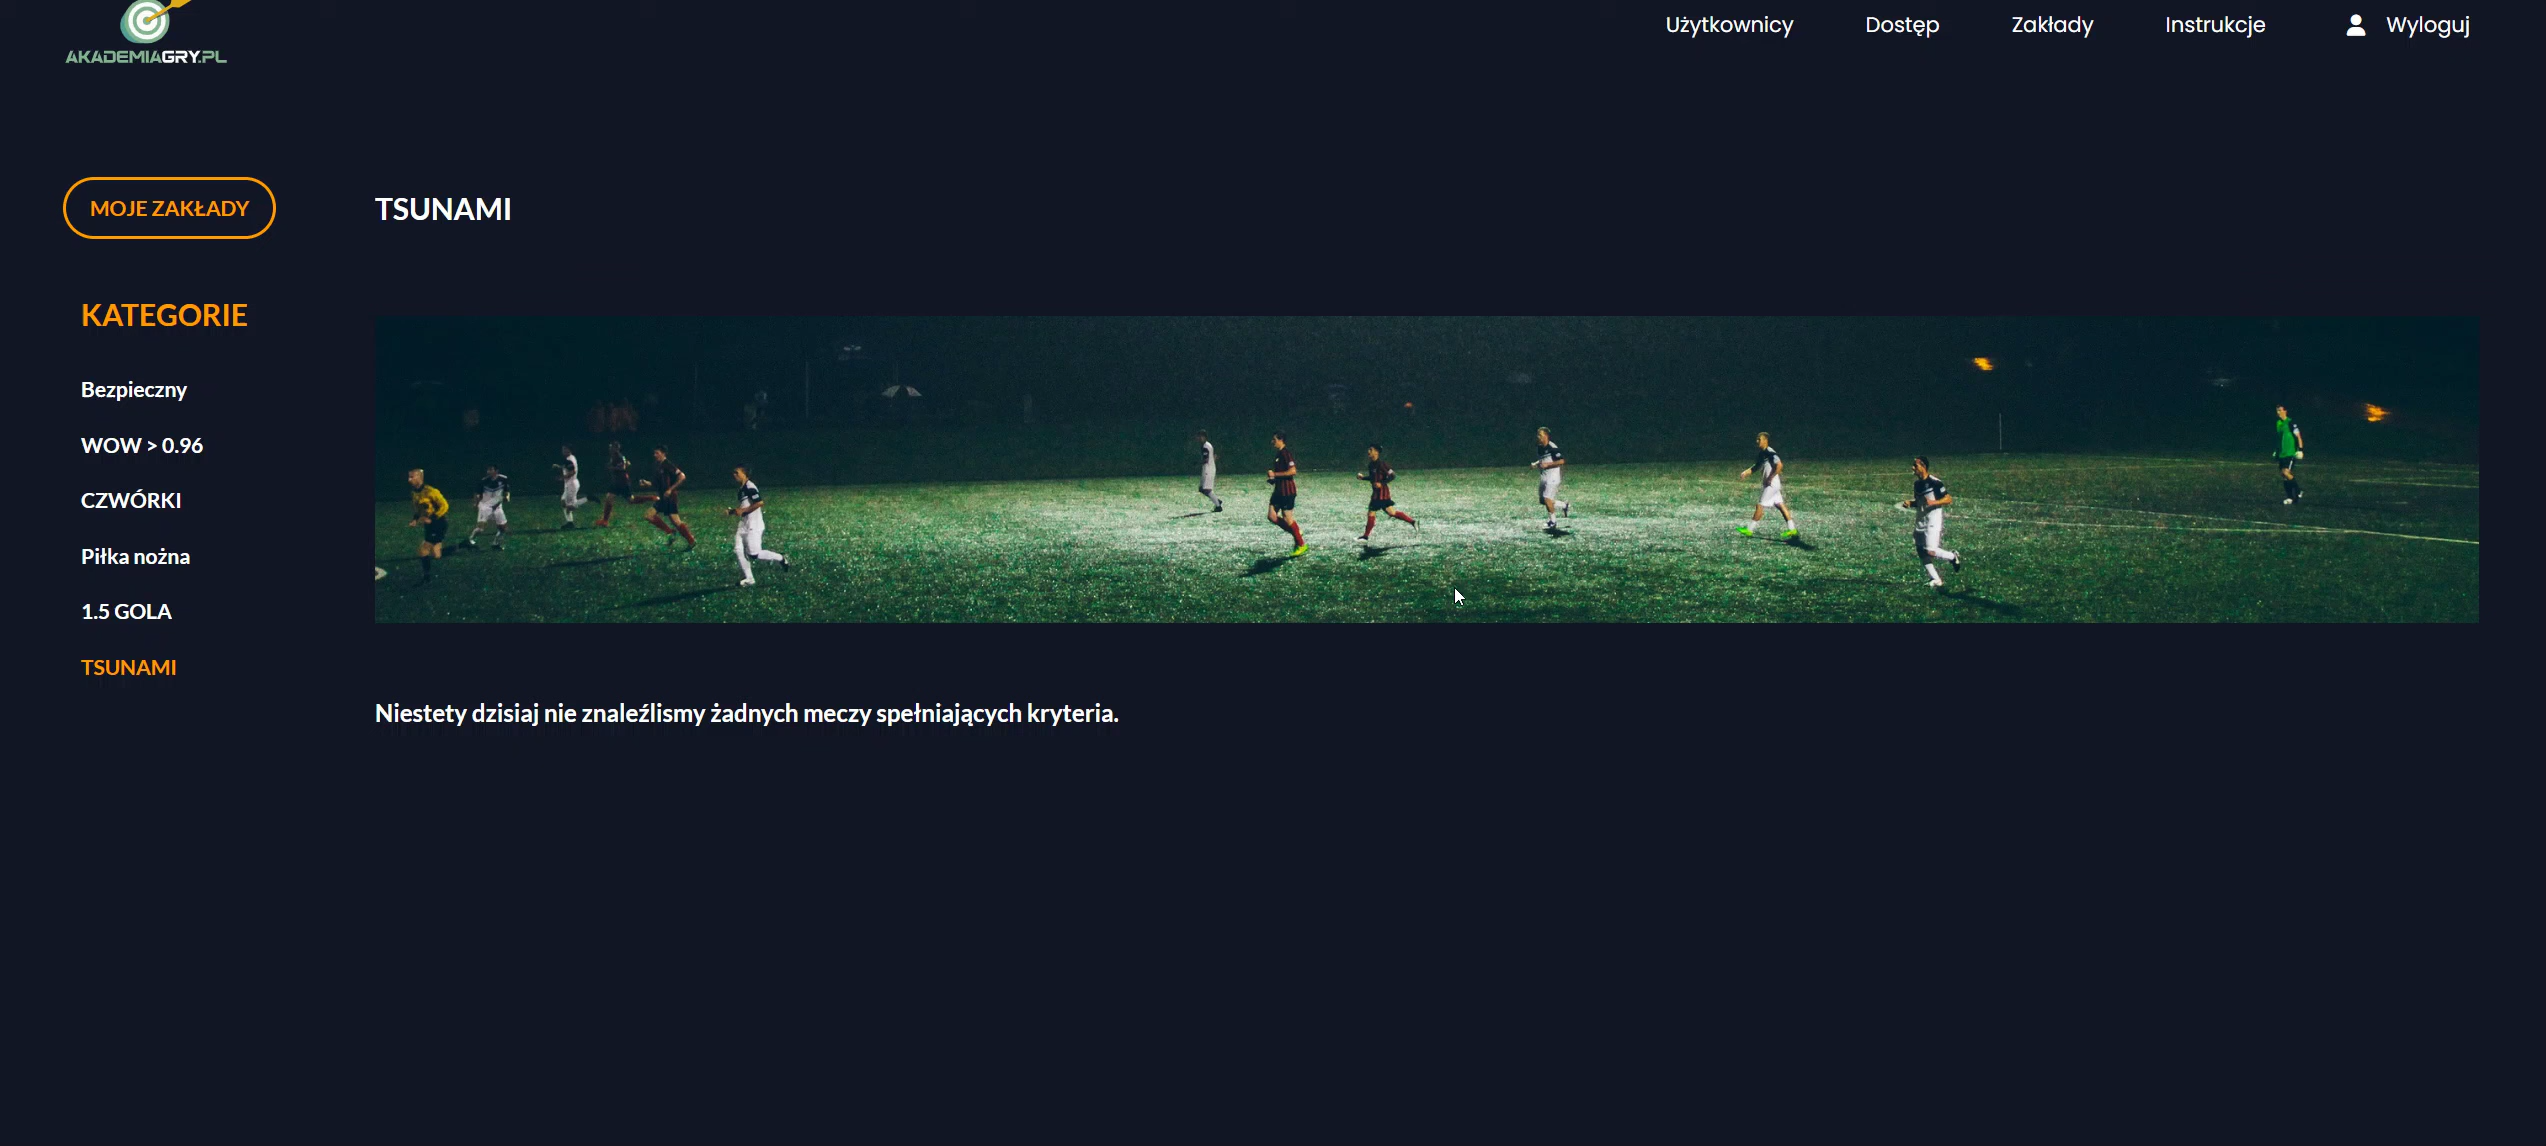 AKADEMIAGRY.PL
Użytkownicy
Dostęp
Zakłady
Instrukcje
Wyloguj
MOJE ZAKŁADY
TSUNAMI
KATEGORIE
Bezpieczny
WOW > 0.96
CZWÓRKI
Piłka nożna
1.5 GOLA
TSUNAMI
Niestety dzisiaj nie znaleźlismy żadnych meczy spełniających kryteria.